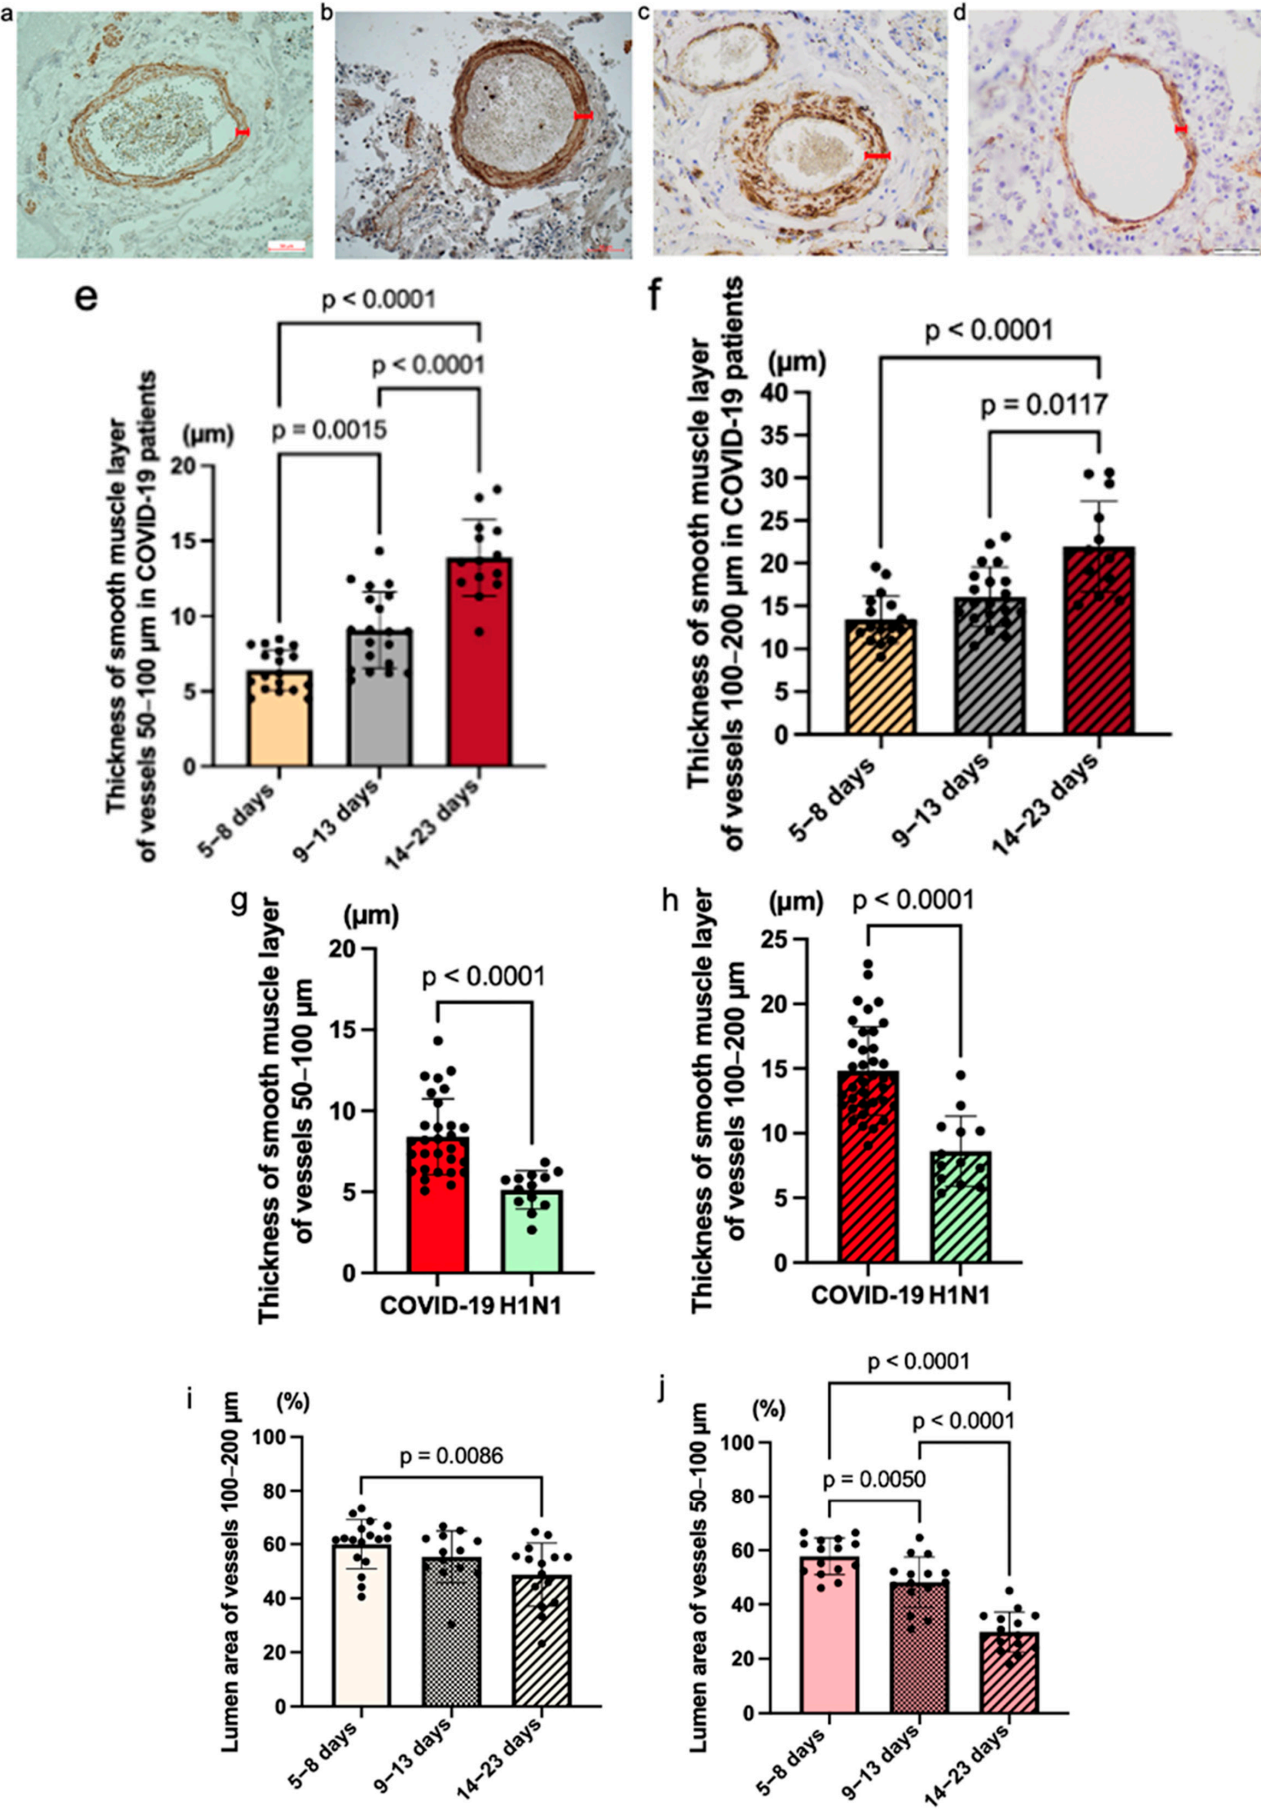 a
b
c
d
e
p < 0.0001
p < 0.0001
p = 0.0015
(µm)
Thickness of smooth muscle layer
of vessels 50–100 µm in COVID-19 patients
20
15
10
5
0
5–8 days
9–13 days
14–23 days
f
p < 0.0001
p = 0.0117
(µm)
Thickness of smooth muscle layer
of vessels 100–200 µm in COVID-19 patients
40
35
30
25
20
15
10
5
0
5–8 days
9–13 days
14–23 days
g
(µm)
p < 0.0001
Thickness of smooth muscle layer
of vessels 50–100 µm
20
15
10
5
0
COVID-19 H1N1
h
(µm)
p < 0.0001
Thickness of smooth muscle layer
of vessels 100–200 µm
25
20
15
10
5
0
COVID-19 H1N1
i
(%)
p = 0.0086
Lumen area of vessels 100–200 µm
100
80
60
40
20
0
5–8 days
9–13 days
14–23 days
j
(%)
p < 0.0001
p < 0.0001
p = 0.0050
Lumen area of vessels 50–100 µm
100
80
60
40
20
0
5–8 days
9–13 days
14–23 days